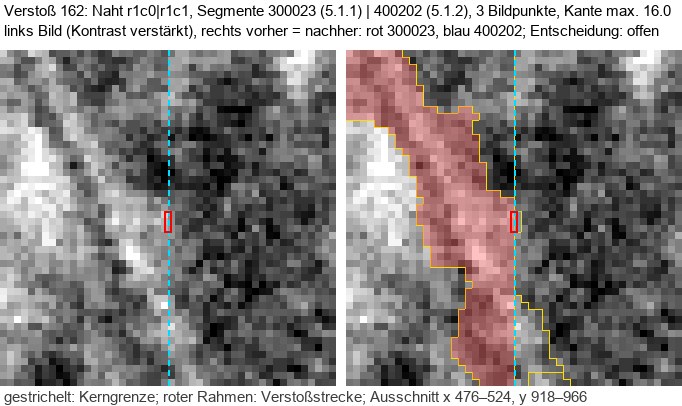 Verstoß 162: Naht r1c0|r1c1, Segmente 300023 (5.1.1) | 400202 (5.1.2), 3 Bildpunkte, Kante max. 16.0
links Bild (Kontrast verstärkt), rechts vorher = nachher: rot 300023, blau 400202; Entscheidung: offen
gestrichelt: Kerngrenze; roter Rahmen: Verstoßstrecke; Ausschnitt x 476–524, y 918–966